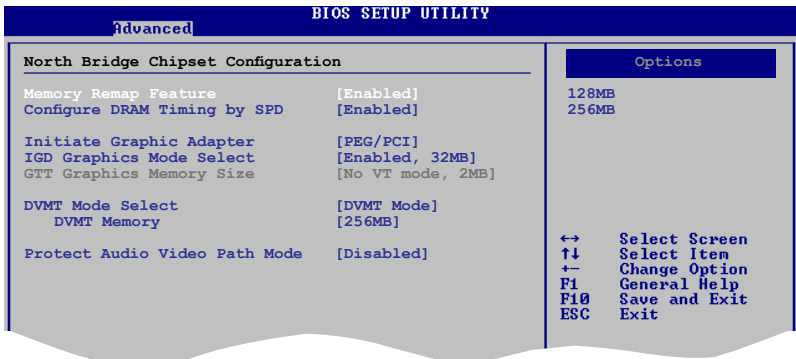 BIOS SETUP UTILITY
Advanced
North Bridge Chipset Configuration
Memory Remap Feature [Enabled]
Configure DRAM Timing by SPD [Enabled]
Initiate Graphic Adapter [PEG/PCI]
IGD Graphics Mode Select [Enabled, 32MB]
GTT Graphics Memory Size [No VT mode, 2MB]
DVMT Mode Select [DVMT Mode]
DVMT Memory [256MB]
Protect Audio Video Path Mode [Disabled]
Options
128MB
256MB
←→ Select Screen
↑↓ Select Item
+- Change Option
F1 General Help
F10 Save and Exit
ESC Exit